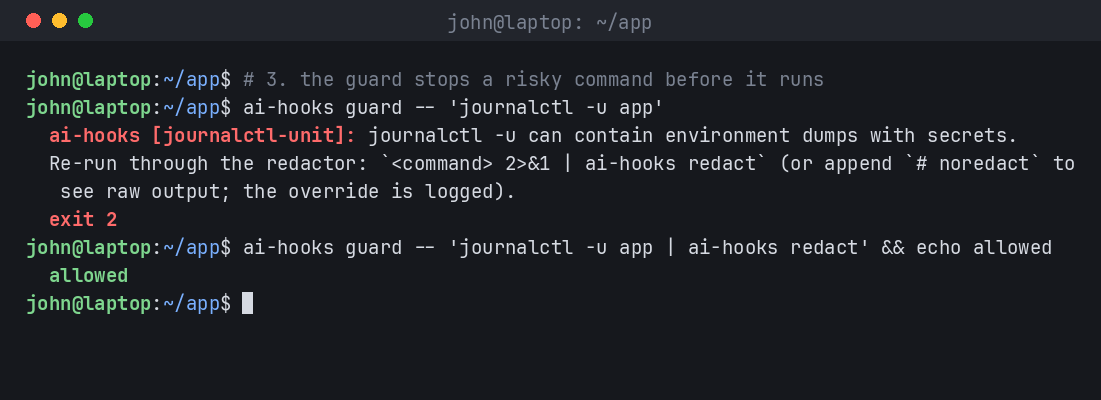 john@laptop: ~/app
john@laptop:~/app$ # 3. the guard stops a risky command before it runs
john@laptop:~/app$ ai-hooks guard -- 'journalctl -u app'
ai-hooks [journalctl-unit]: journalctl -u can contain environment dumps with secrets.
Re-run through the redactor: `<command> 2>&1 | ai-hooks redact` (or append `# noredact` to
see raw output; the override is logged).
exit 2
john@laptop:~/app$ ai-hooks guard -- 'journalctl -u app | ai-hooks redact' && echo allowed
allowed
john@laptop:~/app$